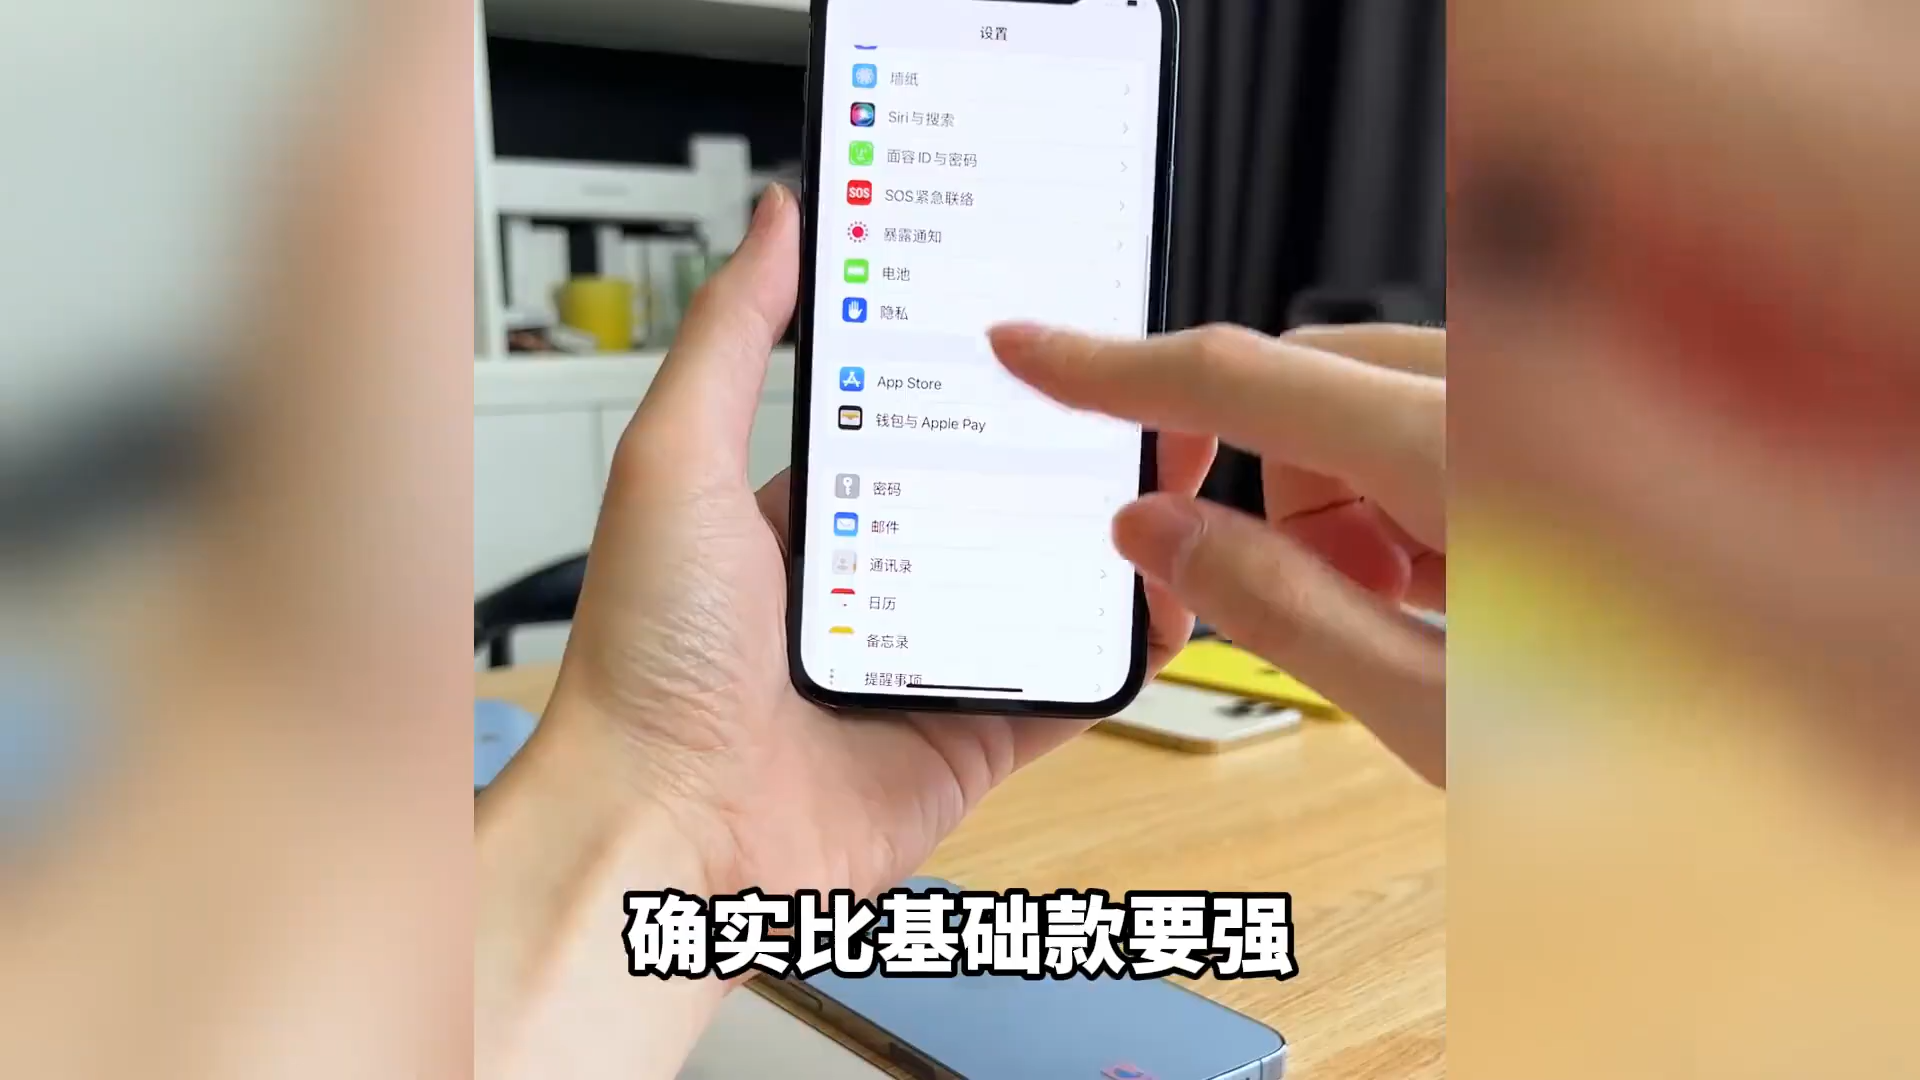 设置
墙纸
Siri与搜索
面容ID与密码
SOS
SOS紧急联络
暴露通知
电池
隐私
App Store
钱包与 Apple Pay
密码
邮件
通讯录
日历
备忘录
提醒事项
确实比基础款要强